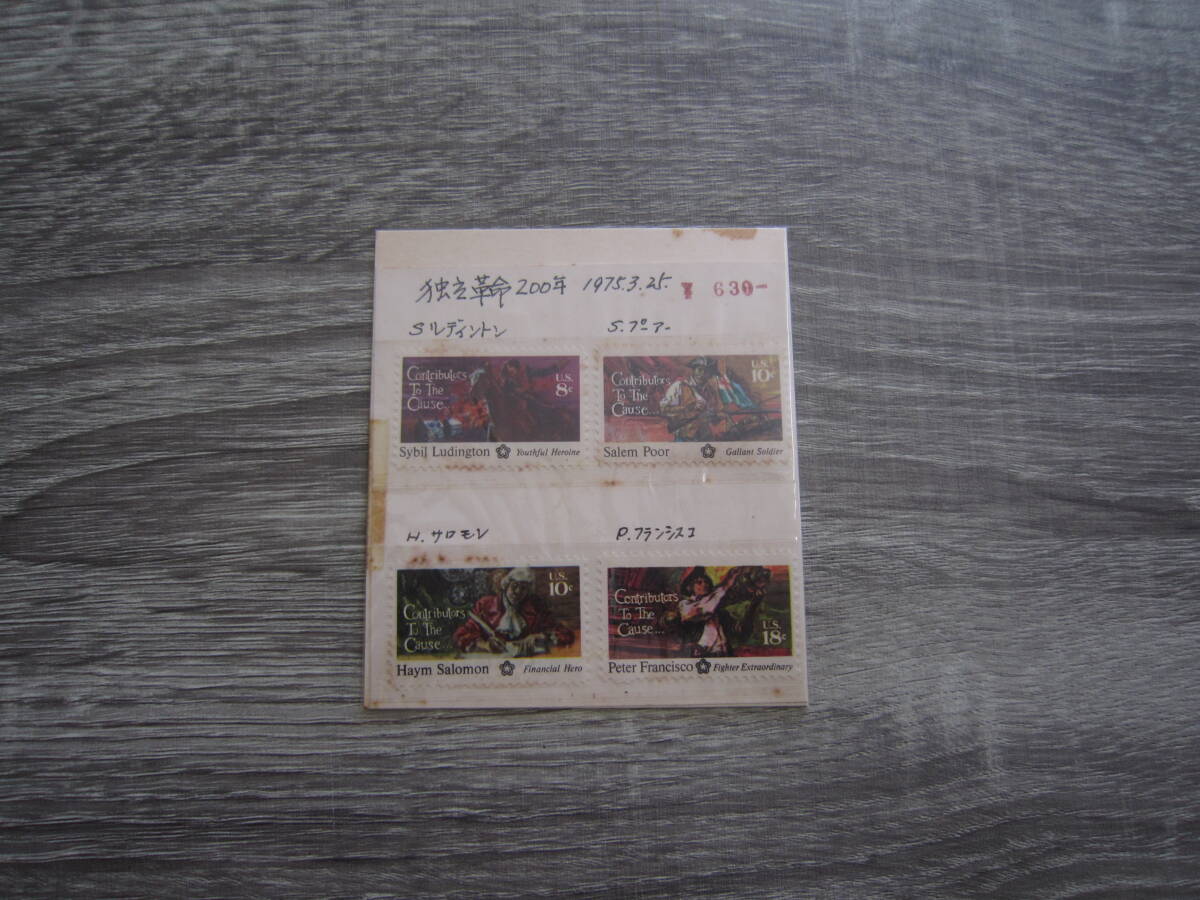 独立革命200年 1975.3.25. ¥ 630-
Sルディントン S.プーアー
Contributors
To The
Cause...
U.S.
8c
Sybil Ludington Youthful Heroine
Contributors
To The
Cause...
U.S.
10c
Salem Poor Gallant Soldier
H.サロモン P.フランシスコ
Contributors
To The
Cause...
U.S.
10c
Haym Salomon Financial Hero
Contributors
To The
Cause...
U.S.
18c
Peter Francisco Fighter Extraordinary